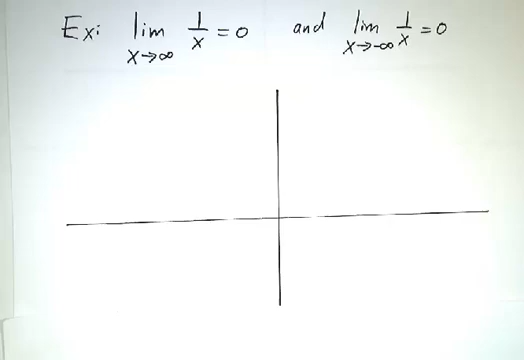 Ex: lim x→∞ 1/x = 0 and lim x→-∞ 1/x = 0